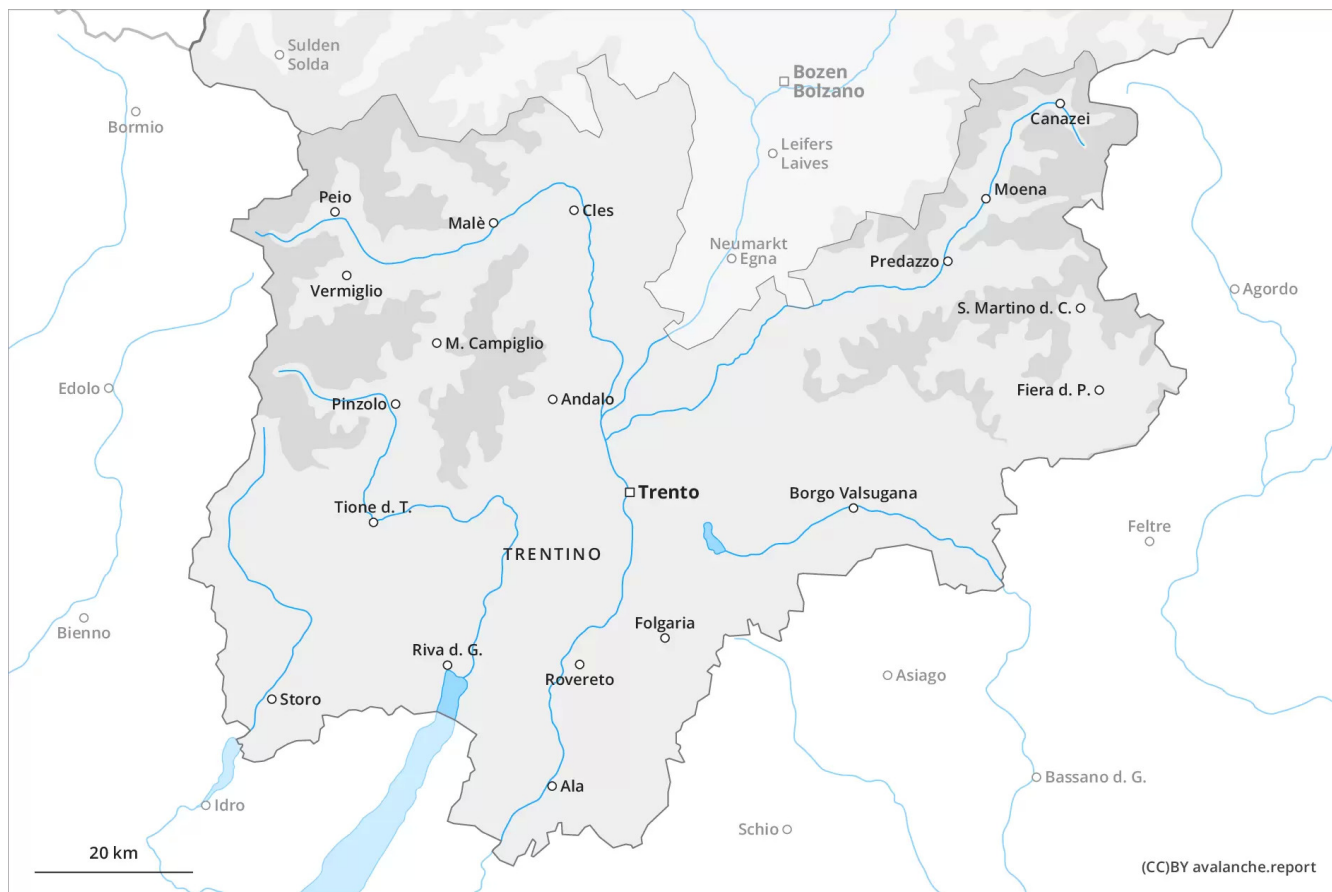 Sulden
Solda
Bozen
Bolzano
Bormio
Canazei
Leifers
Laives
Moena
Peio
Malè
Cles
Neumarkt
Egna
Predazzo
Vermiglio
Agordo
S. Martino d. C.
M. Campiglio
Edolo
Andalo
Pinzolo
Fiera d. P.
Trento
Borgo Valsugana
Tione d. T.
Feltre
TRENTINO
Bienno
Folgaria
Riva d. G.
Rovereto
Asiago
Storo
Ala
Bassano d. G.
Idro
Schio
20 km
(CC)BY avalanche.report